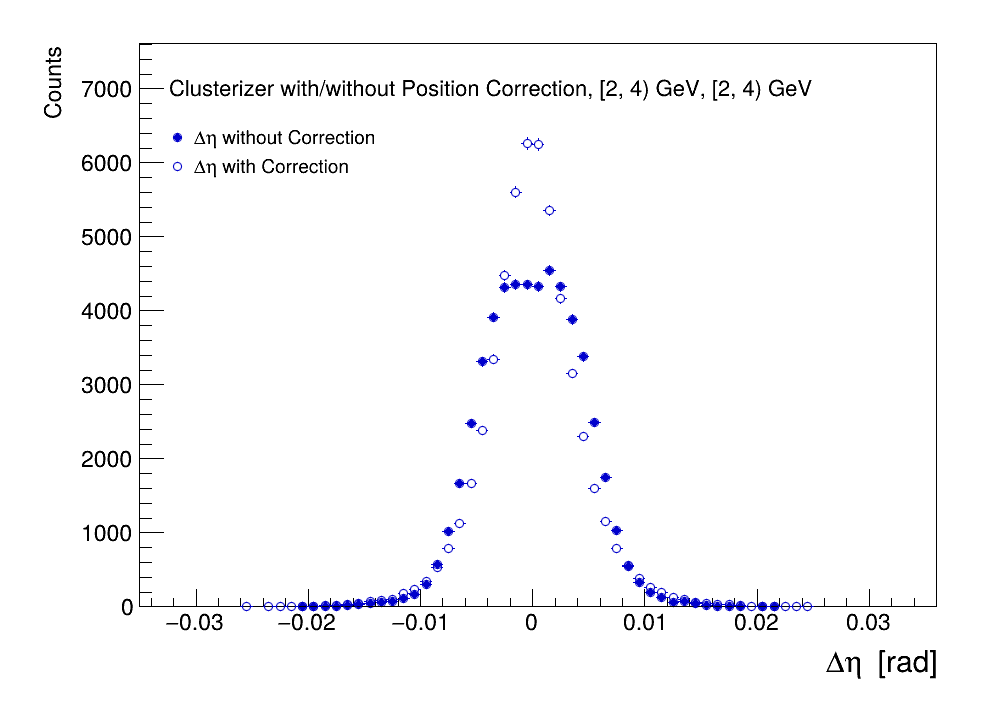 Counts
7000
Clusterizer with/without Position Correction, [2, 4) GeV, [2, 4) GeV
Δη without Correction
6000
Δη with Correction
5000
4000
3000
2000
1000
0
−0.03 −0.02 −0.01 0 0.01 0.02 0.03
Δη [rad]